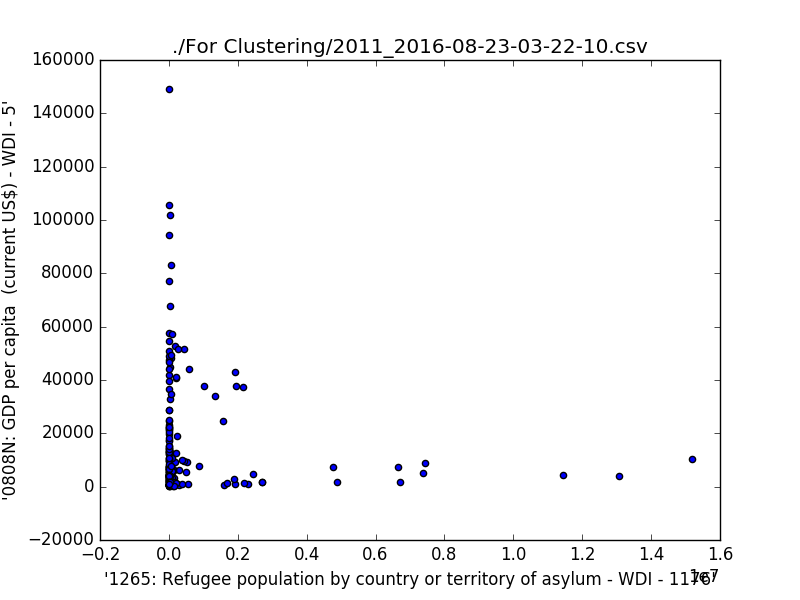 ./For Clustering/2011_2016-08-23-03-22-10.csv
160000
140000
120000
100000
80000
60000
40000
20000
0
−20000
'0808N: GDP per capita  (current US$) - WDI - 5'
−0.2 0.0 0.2 0.4 0.6 0.8 1.0 1.2 1.4 1.6
1e7
'1265: Refugee population by country or territory of asylum - WDI - 1176'